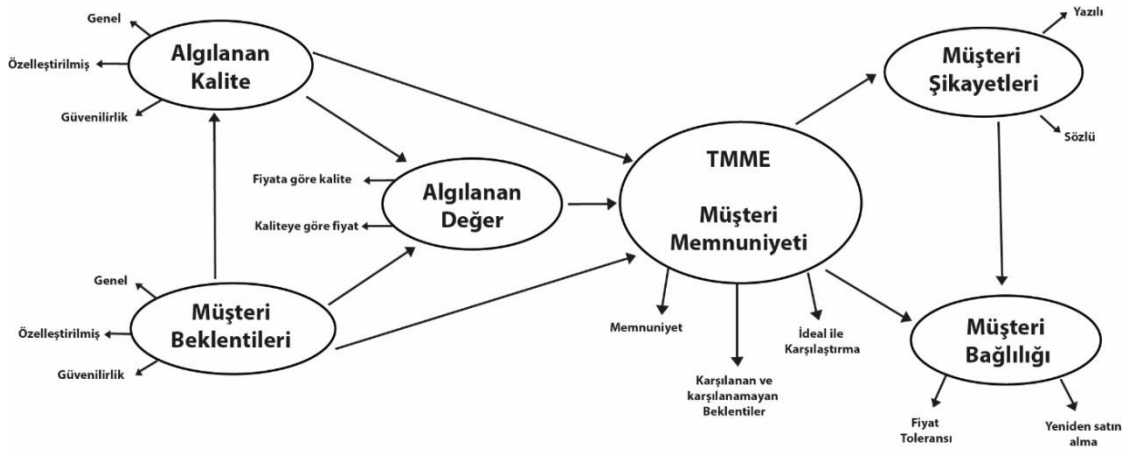 Genel
Özelleştirilmiş
Güvenilirlik
Algılanan
Kalite
Fiyata göre kalite
Kaliteye göre fiyat
Algılanan
Değer
Genel
Özelleştirilmiş
Güvenilirlik
Müşteri
Beklentileri
TMME
Müşteri
Memnuniyeti
Memnuniyet
Karşılanan ve
karşılanamayan
Beklentiler
İdeal ile
Karşılaştırma
Müşteri
Şikayetleri
Yazılı
Sözlü
Müşteri
Bağlılığı
Fiyat
Toleransı
Yeniden satın
alma